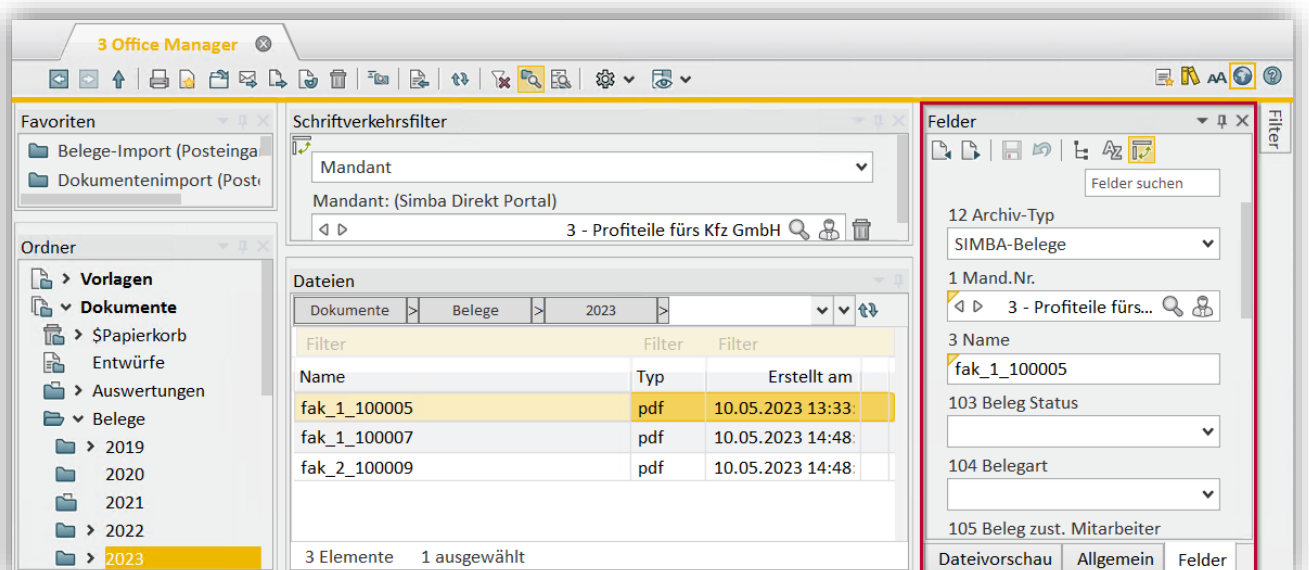 3 Office Manager
AA
Favoriten
Belege-Import (Posteinga
Dokumentenimport (Poste
Ordner
Vorlagen
Dokumente
$Papierkorb
Entwürfe
Auswertungen
Belege
2019
2020
2021
2022
2023
Schriftverkehrsfilter
Mandant
Mandant: (Simba Direkt Portal)
3 - Profiteile fürs Kfz GmbH
Dateien
Dokumente > Belege > 2023 >
Filter Filter Filter
Name Typ Erstellt am
fak_1_100005 pdf 10.05.2023 13:33:
fak_1_100007 pdf 10.05.2023 14:48:
fak_2_100009 pdf 10.05.2023 14:48:
3 Elemente 1 ausgewählt
Felder
AZ
Felder suchen
12 Archiv-Typ
SIMBA-Belege
1 Mand.Nr.
3 - Profiteile fürs...
3 Name
fak_1_100005
103 Beleg Status
104 Belegart
105 Beleg zust. Mitarbeiter
Dateivorschau Allgemein Felder
Filter